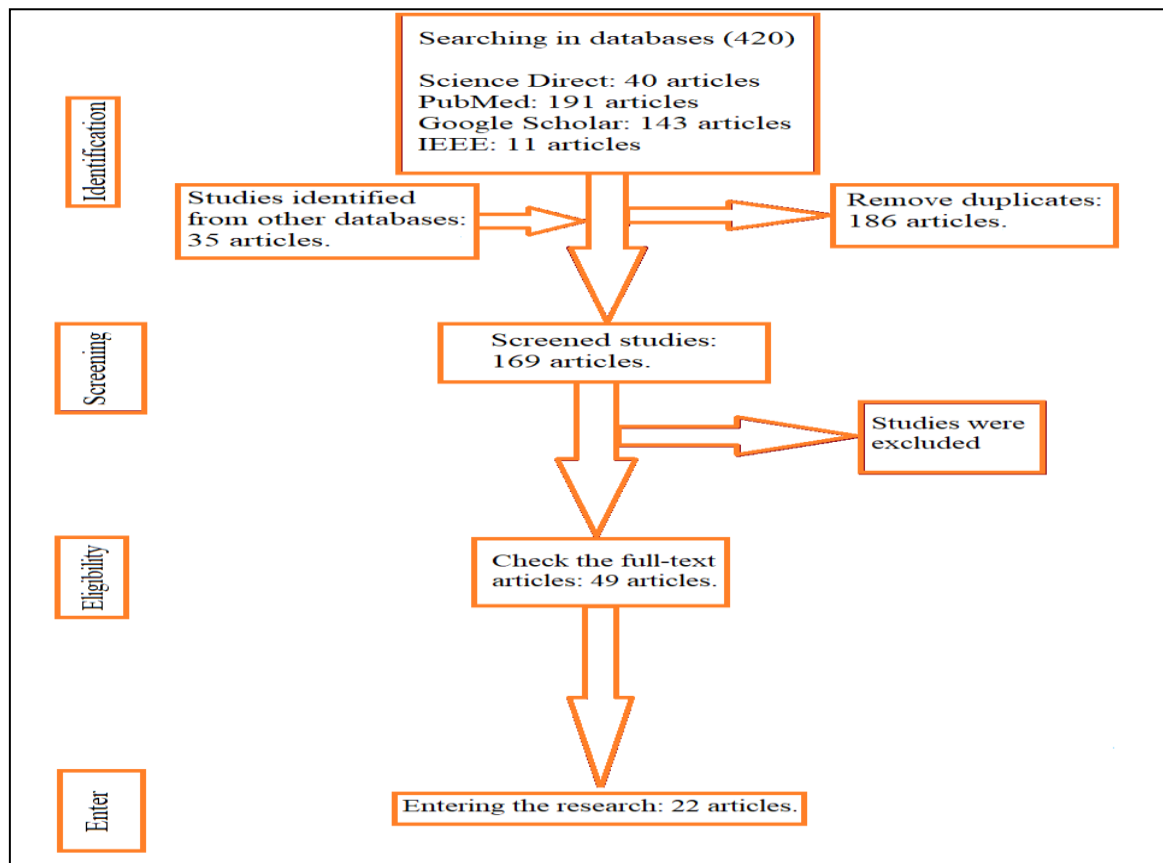 Identification
Searching in databases (420)
Science Direct: 40 articles
PubMed: 191 articles
Google Scholar: 143 articles
IEEE: 11 articles
Studies identified
from other databases:
35 articles.
Remove duplicates:
186 articles.
Screening
Screened studies:
169 articles.
Studies were
excluded
Eligibility
Check the full-text
articles: 49 articles.
Enter
Entering the research: 22 articles.